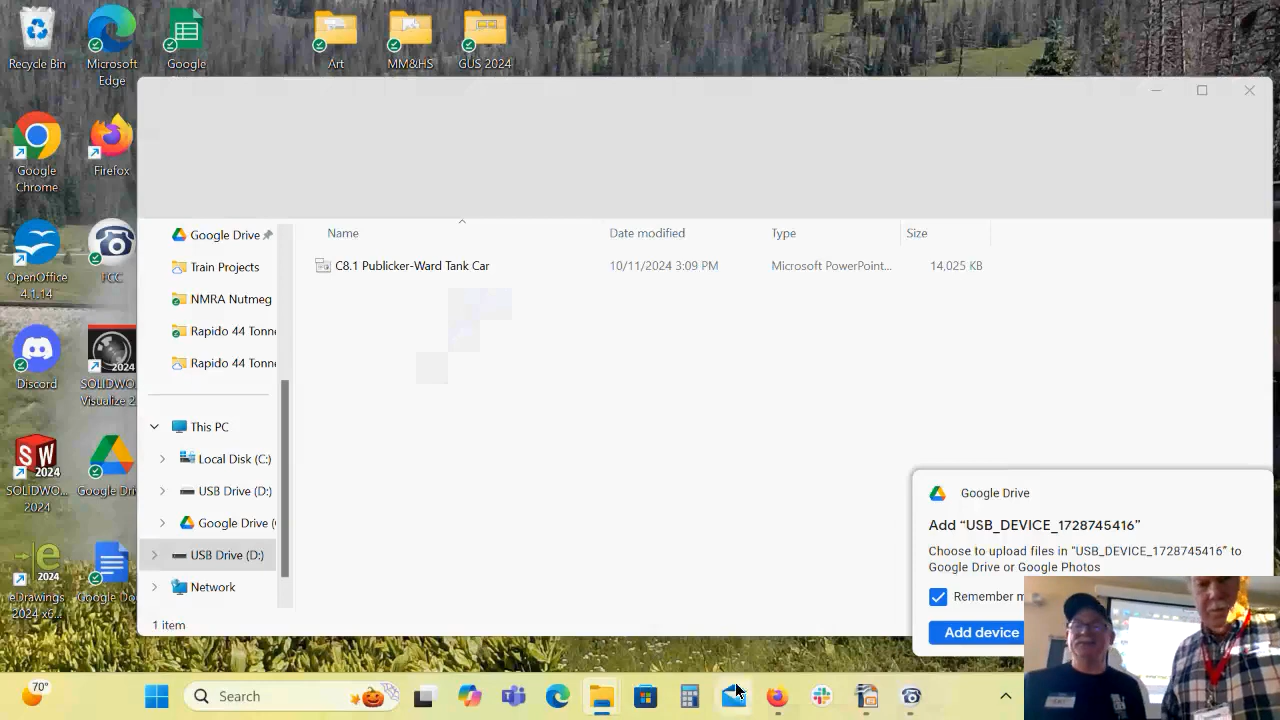 Recycle Bin
Microsoft
Edge
Google
Art
MM&HS
GUS 2024
Google
Chrome
Firefox
OpenOffice
4.1.14
FCC
Discord
SOLIDWO...
Visualize 2
2024
SW
2024
SOLIDWO...
2024
Google Dri
e
2024
eDrawings
2024 x6...
Google Do
Google Drive
Train Projects
NMRA Nutmeg
Rapido 44 Tonn
Rapido 44 Tonn
This PC
Local Disk (C:)
USB Drive (D:)
Google Drive (
USB Drive (D:)
Network
1 item
Name
Date modified
Type
Size
C8.1 Publicker-Ward Tank Car
10/11/2024 3:09 PM
Microsoft PowerPoint...
14,025 KB
Google Drive
Add “USB_DEVICE_1728745416”
Choose to upload files in “USB_DEVICE_1728745416” to
Google Drive or Google Photos
Remember m
Add device
70°
Search